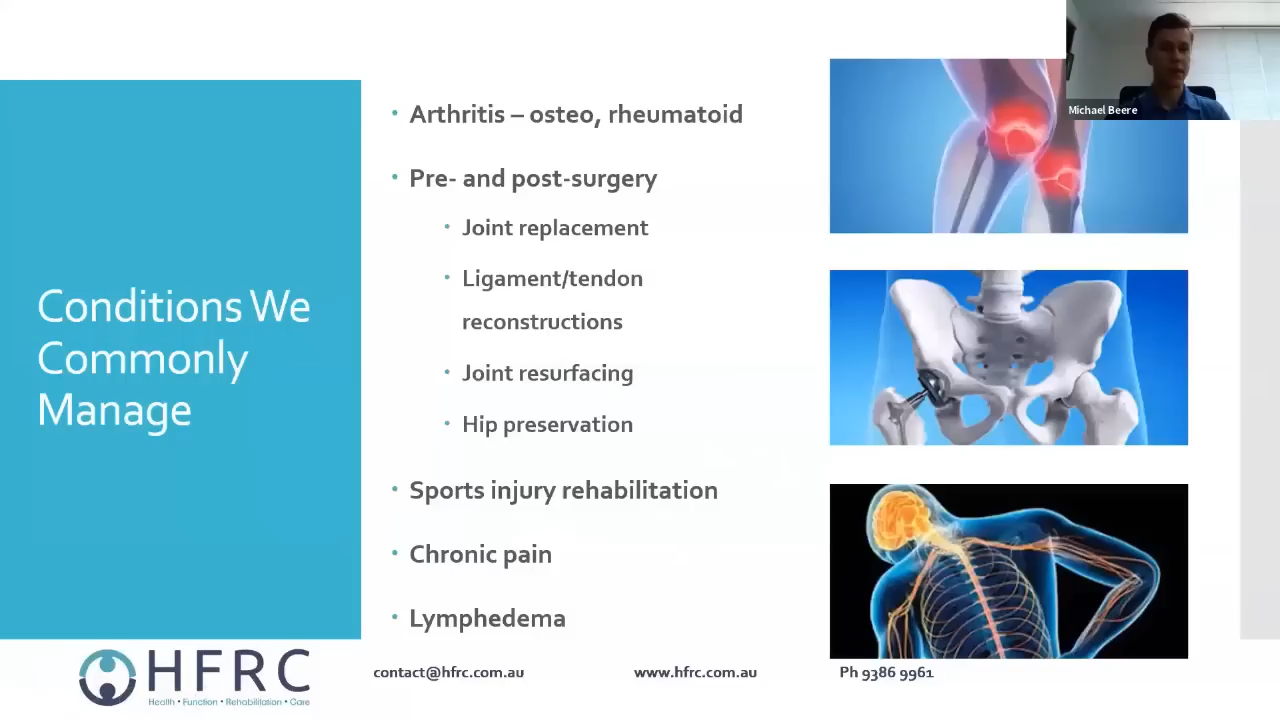 Michael Beere
Conditions We
Commonly
Manage
Arthritis – osteo, rheumatoid
Pre- and post-surgery
Joint replacement
Ligament/tendon
reconstructions
Joint resurfacing
Hip preservation
Sports injury rehabilitation
Chronic pain
Lymphedema
HFRC
Health • Function • Rehabilitation • Care
contact@hfrc.com.au
www.hfrc.com.au
Ph 9386 9961